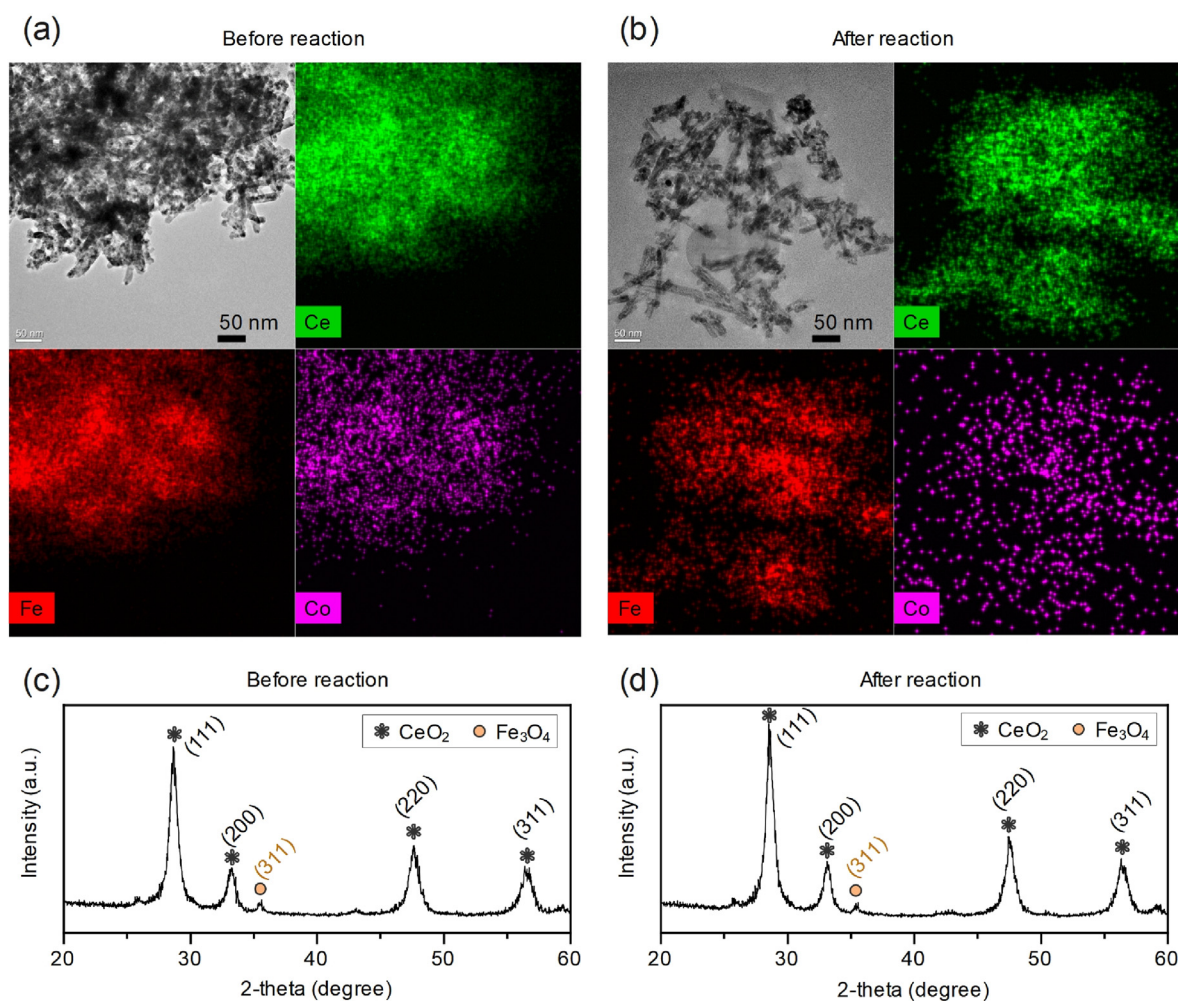 (a)
Before reaction
Ce
50 nm
50 nm
Fe
Co
(b)
After reaction
Ce
50 nm
50 nm
Fe
Co
(c)
Before reaction
CeO₂
Fe₃O₄
(111)
(200)
(311)
(220)
(311)
Intensity (a.u.)
20
30
40
50
60
2-theta (degree)
(d)
After reaction
CeO₂
Fe₃O₄
(111)
(200)
(311)
(220)
(311)
Intensity (a.u.)
20
30
40
50
60
2-theta (degree)